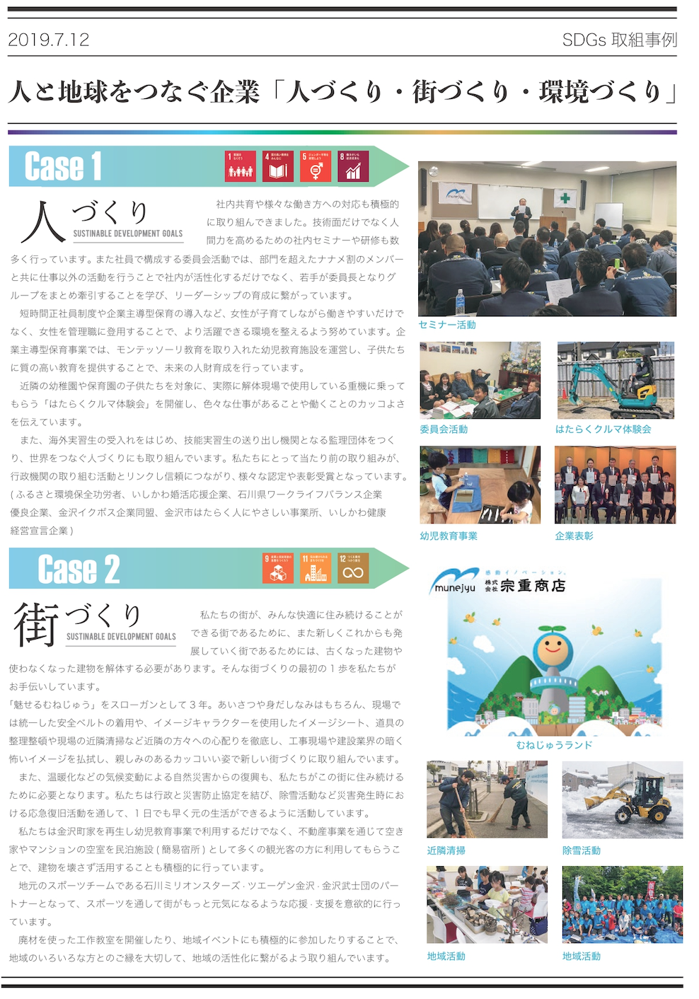 2019.7.12
SDGs 取組事例
人と地球をつなぐ企業「人づくり・街づくり・環境づくり」
Case 1
1
4
5
8
人づくり
SUSTINABLE DEVELOPMENT GOALS
社内共育や様々な働き方への対応も積極的
に取り組んできました。技術面だけでなく人
間力を高めるための社内セミナーや研修も数
多く行っています。また社員で構成する委員会活動では、部門を超えたナナメ割のメンバー
と共に仕事以外の活動を行うことで社内が活性化するだけでなく、若手が委員長となりグ
ループをまとめ牽引することを学び、リーダーシップの育成に繋がっています。
短時間正社員制度や企業主導型保育の導入など、女性が子育てしながら働きやすいだけで
なく、女性を管理職に登用することで、より活躍できる環境を整えるよう努めています。企
業主導型保育事業では、モンテッソーリ教育を取り入れた幼児教育施設を運営し、子供たち
に質の高い教育を提供することで、未来の人財育成を行っています。
近隣の幼稚園や保育園の子供たちを対象に、実際に解体現場で使用している重機に乗って
もらう「はたらくクルマ体験会」を開催し、色々な仕事があることや働くことのカッコよさ
を伝えています。
また、海外実習生の受入れをはじめ、技能実習生の送り出し機関となる監理団体をつく
り、世界をつなぐ人づくりにも取り組んでいます。私たちにとって当たり前の取り組みが、
行政機関の取り組む活動とリンクし信頼につながり、様々な認定や表彰受賞となっています。
(ふるさと環境保全功労者、いしかわ婚活応援企業、石川県ワークライフバランス企業
優良企業、金沢イクボス企業同盟、金沢市はたらく人にやさしい事業所、いしかわ健康
経営宣言企業)
munejyu
セミナー活動
委員会活動
はたらくクルマ体験会
幼児教育事業
企業表彰
Case 2
9
11
12
街づくり
SUSTINABLE DEVELOPMENT GOALS
私たちの街が、みんな快適に住み続けることが
できる街であるために、また新しくこれからも発
展していく街であるためには、古くなった建物や
使わなくなった建物を解体する必要があります。そんな街づくりの最初の1歩を私たちが
お手伝いしています。
「魅せるむねじゅう」をスローガンとして3年。あいさつや身だしなみはもちろん、現場で
は統一した安全ベルトの着用や、イメージキャラクターを使用したイメージシート、道具の
整理整頓や現場の近隣清掃など近隣の方々への心配りを徹底し、工事現場や建設業界の暗く
怖いイメージを払拭し、親しみのあるカッコいい姿で新しい街づくりに取り組んでいます。
また、温暖化などの気候変動による自然災害からの復興も、私たちがこの街に住み続ける
ために必要となります。私たちは行政と災害防止協定を結び、除雪活動など災害発生時にお
ける応急復旧活動を通して、1日でも早く元の生活ができるように活動しています。
私たちは金沢町家を再生し幼児教育事業で利用するだけでなく、不動産事業を通じて空き
家やマンションの空室を民泊施設(簡易宿所)として多くの観光客の方に利用してもらうこ
とで、建物を壊さず活用することも積極的に行っています。
地元のスポーツチームである石川ミリオンスターズ・ツエーゲン金沢・金沢武士団のパー
トナーとなって、スポーツを通して街がもっと元気になるような応援・支援を意欲的に行っ
ています。
廃材を使った工作教室を開催したり、地域イベントにも積極的に参加したりすることで、
地域のいろいろな方とのご縁を大切して、地域の活性化に繋がるよう取り組んでいます。
munejyu
感動イノベーション。
株式会社 宗重商店
むねじゅうランド
近隣清掃
除雪活動
地域活動
地域活動